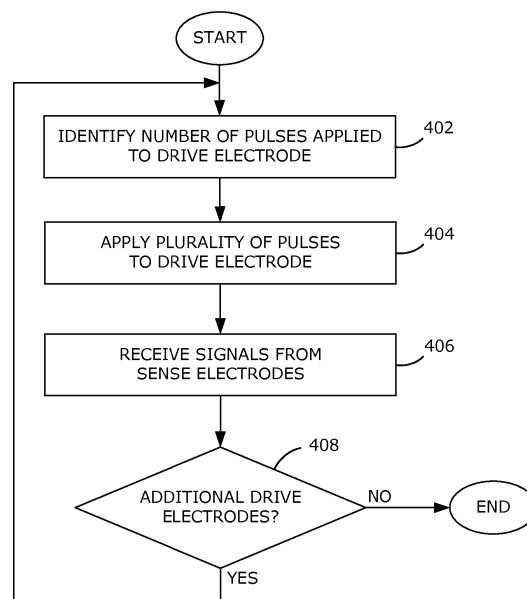 START
IDENTIFY NUMBER OF PULSES APPLIED
TO DRIVE ELECTRODE
402
APPLY PLURALITY OF PULSES
TO DRIVE ELECTRODE
404
RECEIVE SIGNALS FROM
SENSE ELECTRODES
406
408
ADDITIONAL DRIVE
ELECTRODES?
NO
END
YES